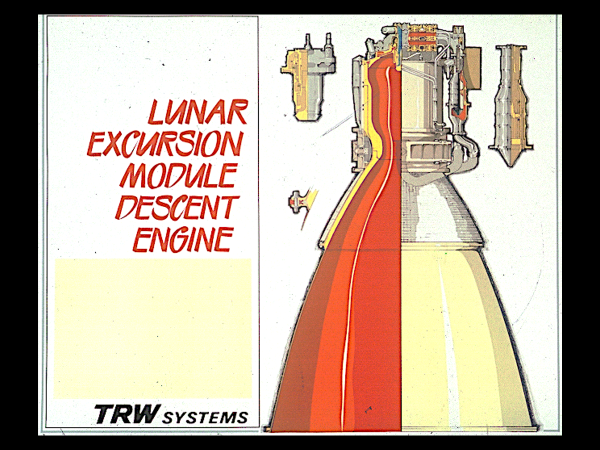 LUNAR
EXCURSION
MODULE
DESCENT
ENGINE
TRW SYSTEMS